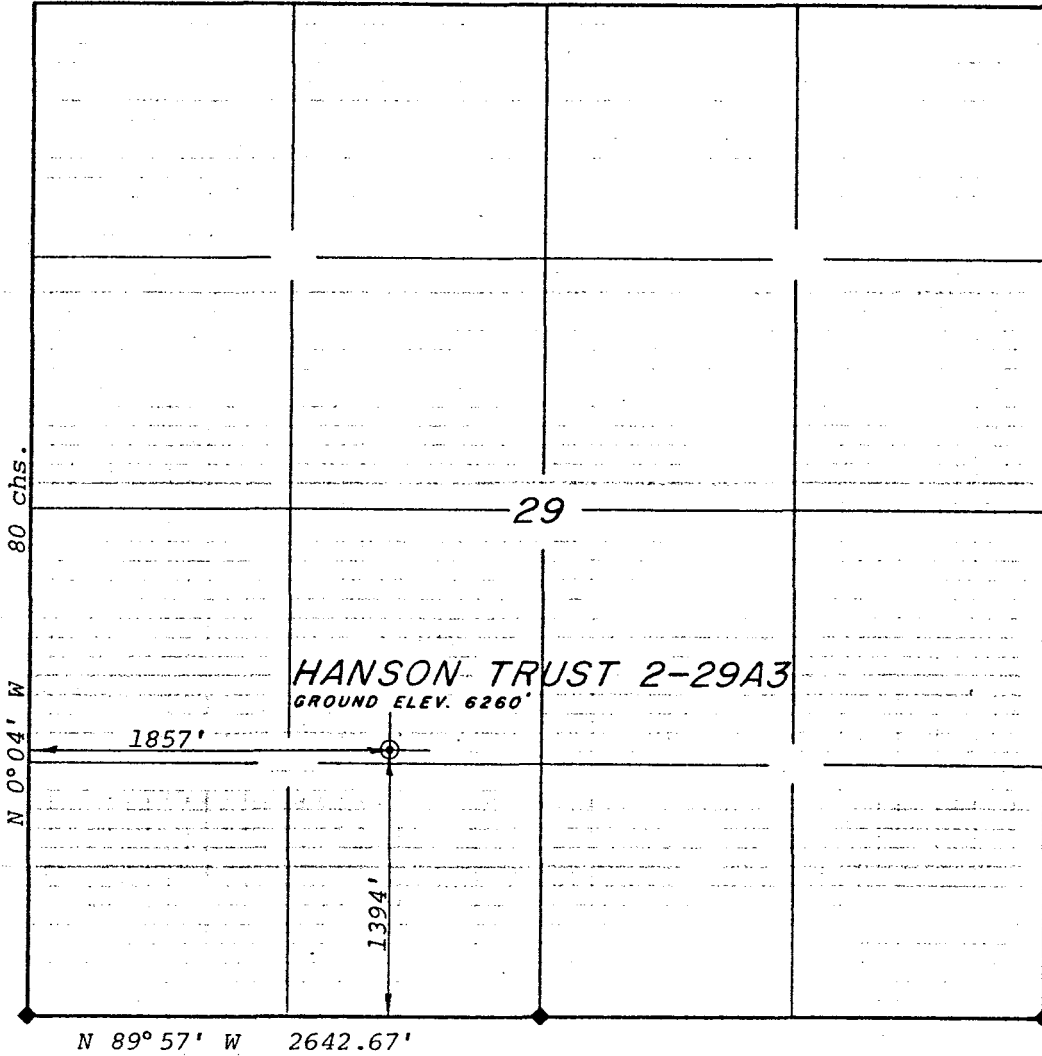 29
80 chs.
N 0°04' W
HANSON TRUST 2-29A3
GROUND ELEV. 6260'
1857'
1394'
N 89°57' W 2642.67'